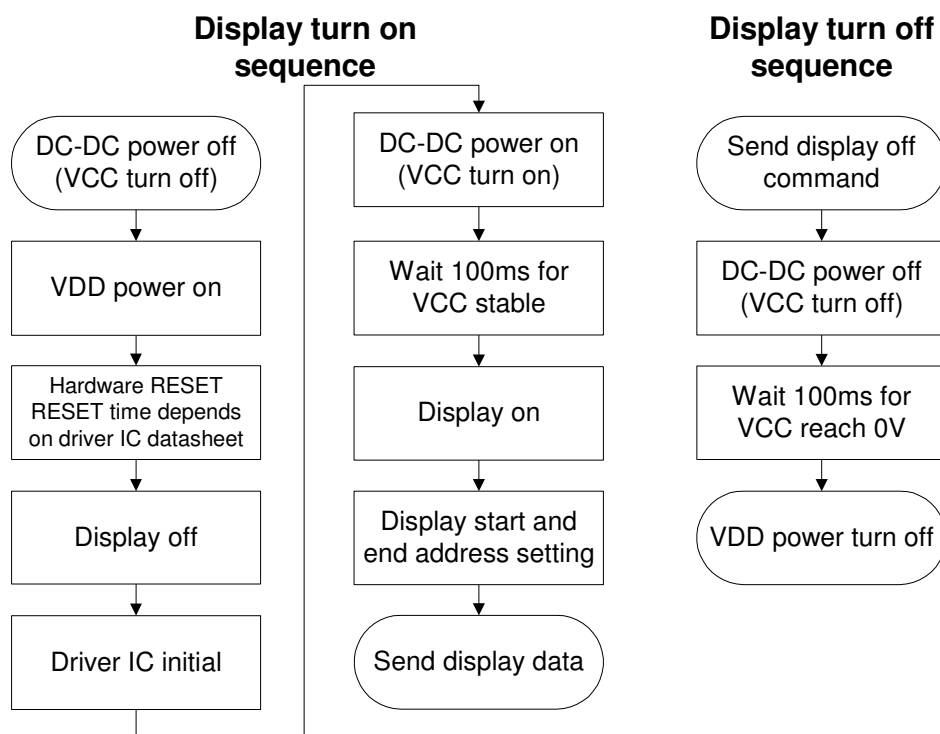 Display turn on
sequence
DC-DC power off
(VCC turn off)
VDD power on
Hardware RESET
RESET time depends
on driver IC datasheet
Display off
Driver IC initial
DC-DC power on
(VCC turn on)
Wait 100ms for
VCC stable
Display on
Display start and
end address setting
Send display data
Display turn off
sequence
Send display off
command
DC-DC power off
(VCC turn off)
Wait 100ms for
VCC reach 0V
VDD power turn off